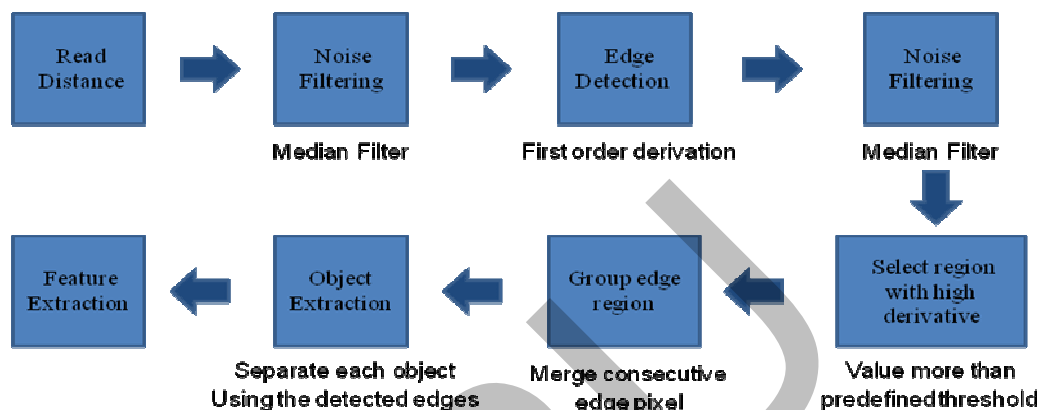 Read
Distance
Noise
Filtering
Median Filter
Edge
Detection
First order derivation
Noise
Filtering
Median Filter
Select region
with high
derivative
Value more than
predefined threshold
Group edge
region
Merge consecutive
edge pixel
Object
Extraction
Separate each object
Using the detected edges
Feature
Extraction